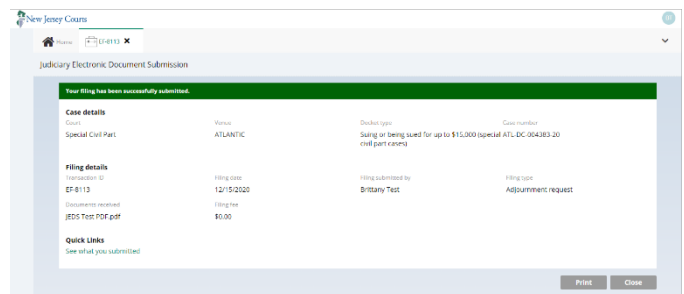 New Jersey Courts
BT
Home
EF-8113
Judiciary Electronic Document Submission
Your filing has been successfully submitted.
Case details
Court Venue Docket type Case number
Special Civil Part ATLANTIC Suing or being sued for up to $15,000 (special ATL-DC-004383-20
civil part cases)
Filing details
Transaction ID Filing date Filing submitted by Filing type
EF-8113 12/15/2020 Brittany Test Adjournment request
Documents received Filing fee
JEDS Test PDF.pdf $0.00
Quick Links
See what you submitted
Print Close